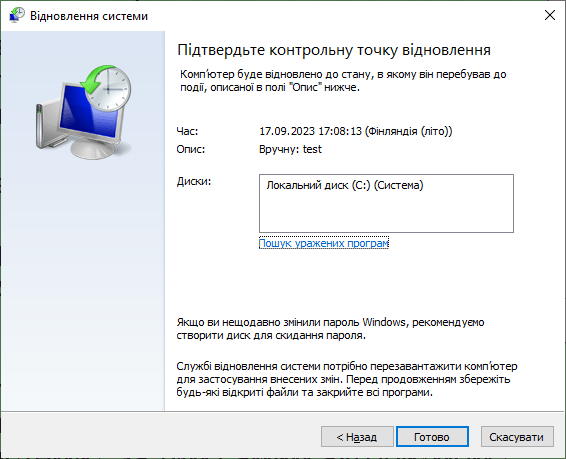 Відновлення системи
Підтвердьте контрольну точку відновлення
Комп'ютер буде відновлено до стану, в якому він перебував до
події, описаної в полі "Опис" нижче.
Час: 17.09.2023 17:08:13 (Фінляндія (літо))
Опис: Вручну: test
Диски: Локальний диск (C:) (Система)
Пошук уражених програм
Якщо ви нещодавно змінили пароль Windows, рекомендуємо
створити диск для скидання пароля.
Службі відновлення системи потрібно перезавантажити комп'ютер
для застосування внесених змін. Перед продовженням збережіть
будь-які відкриті файли та закрийте всі програми.
< Назад Готово Скасувати